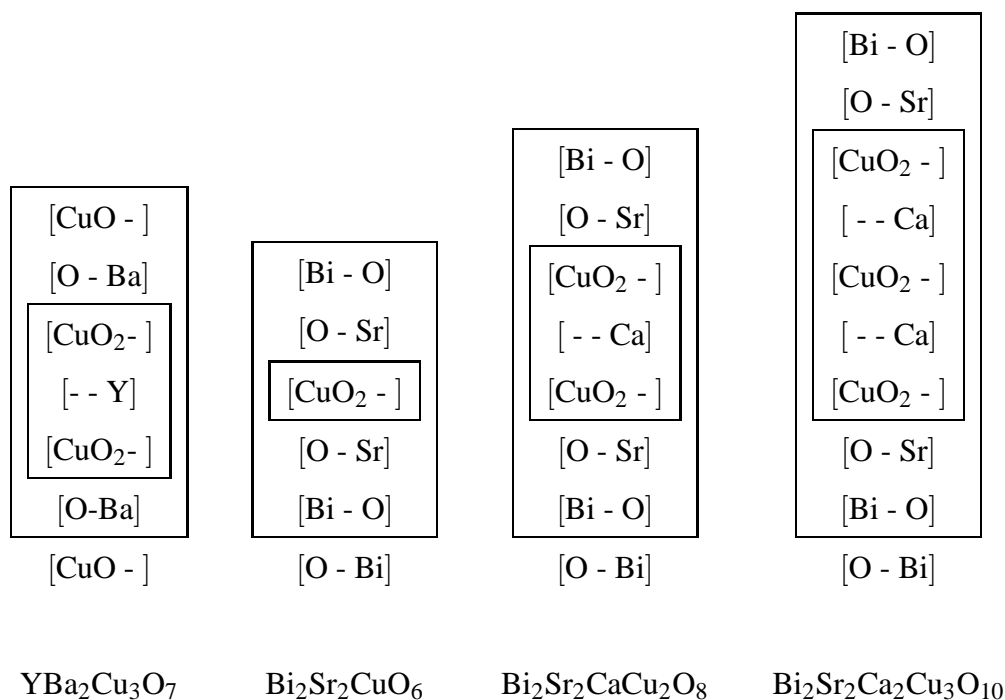 [CuO - ]
[O - Ba]
[CuO₂- ]
[- - Y]
[CuO₂- ]
[O-Ba]
[CuO - ]
YBa₂Cu₃O₇
[Bi - O]
[O - Sr]
[CuO₂ - ]
[O - Sr]
[Bi - O]
[O - Bi]
Bi₂Sr₂CuO₆
[Bi - O]
[O - Sr]
[CuO₂ - ]
[ - - Ca]
[CuO₂ - ]
[O - Sr]
[Bi - O]
[O - Bi]
Bi₂Sr₂CaCu₂O₈
[Bi - O]
[O - Sr]
[CuO₂ - ]
[ - - Ca]
[CuO₂ - ]
[ - - Ca]
[CuO₂ - ]
[O - Sr]
[Bi - O]
[O - Bi]
Bi₂Sr₂Ca₂Cu₃O₁₀